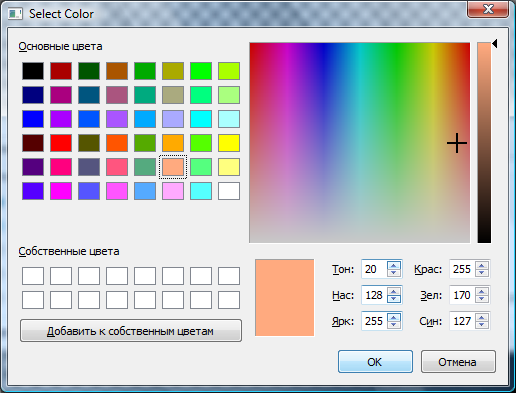 Select Color
Основные цвета
Собственные цвета
Добавить к собственным цветам
Тон: 20 Крас: 255
Нас: 128 Зел: 170
Ярк: 255 Син: 127
OK Отмена